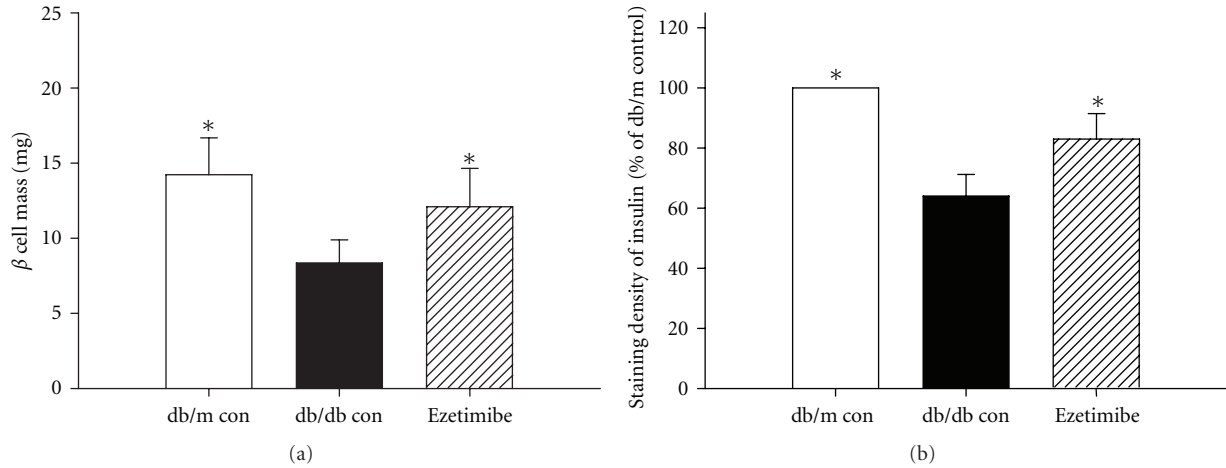 25
20
15
10
5
0
β cell mass (mg)
*
*
db/m con
db/db con
Ezetimibe
(a)
120
100
80
60
40
20
0
Staining density of insulin (% of db/m control)
*
*
db/m con
db/db con
Ezetimibe
(b)